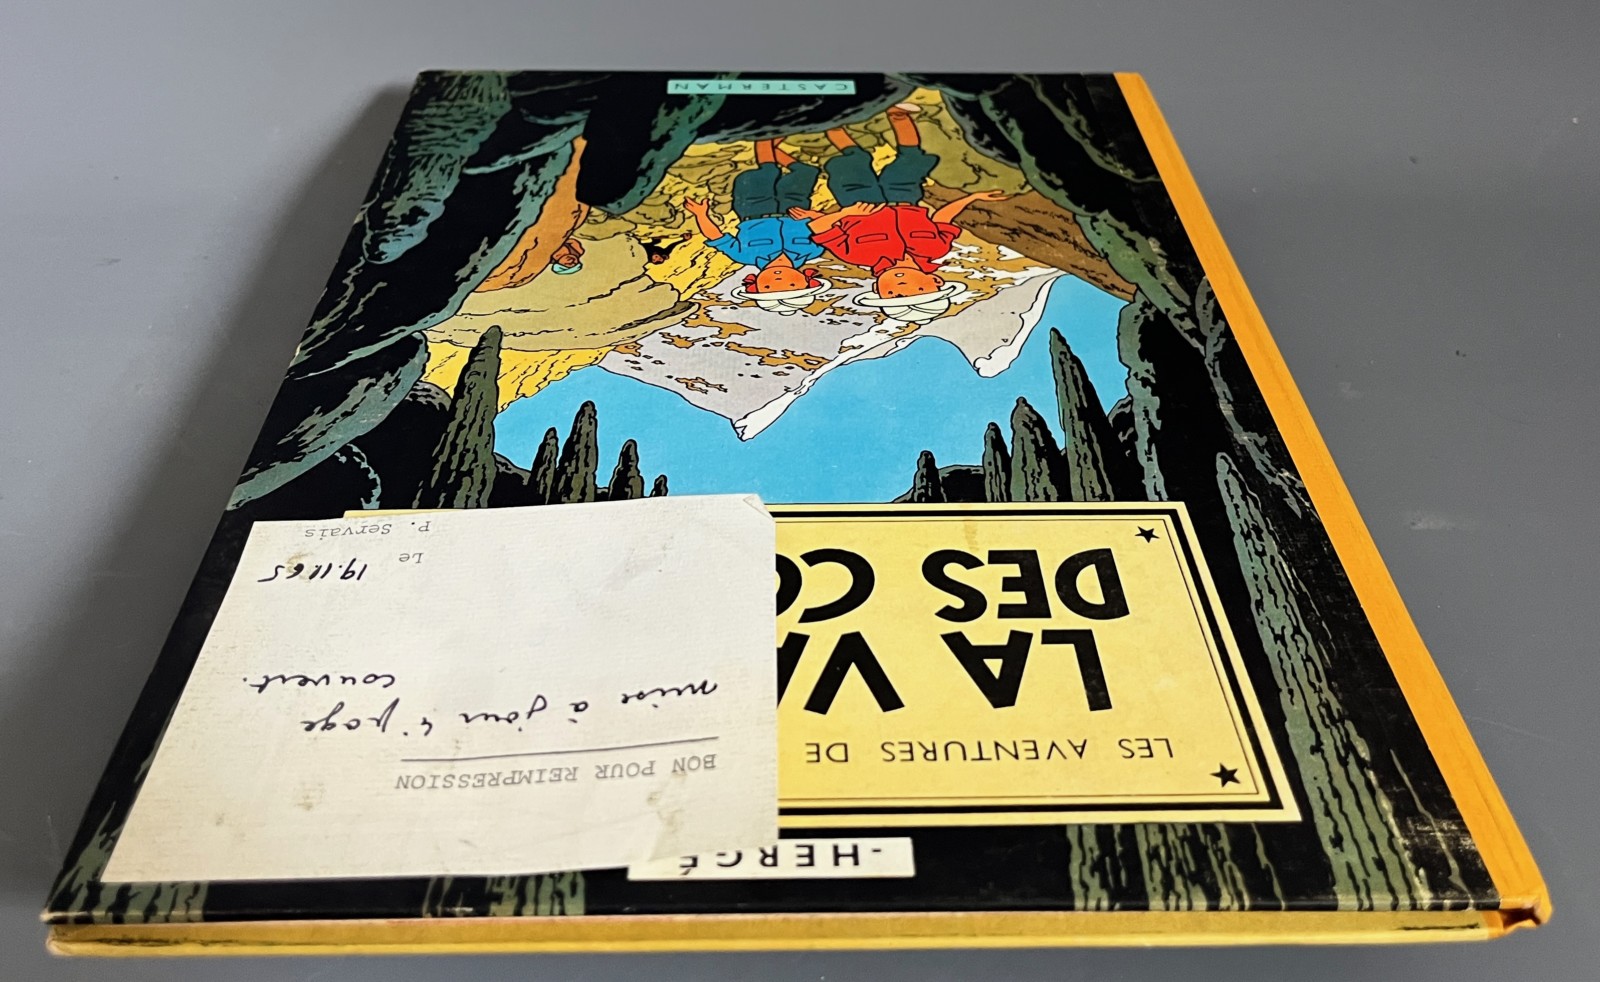 - HERGÉ
LES AVENTURES DE
LA VA
DES CO
CASTERMAN
BON POUR REIMPRESSION
mise à jour 4e page
couvert.
Le 19.11.65
P. Servais